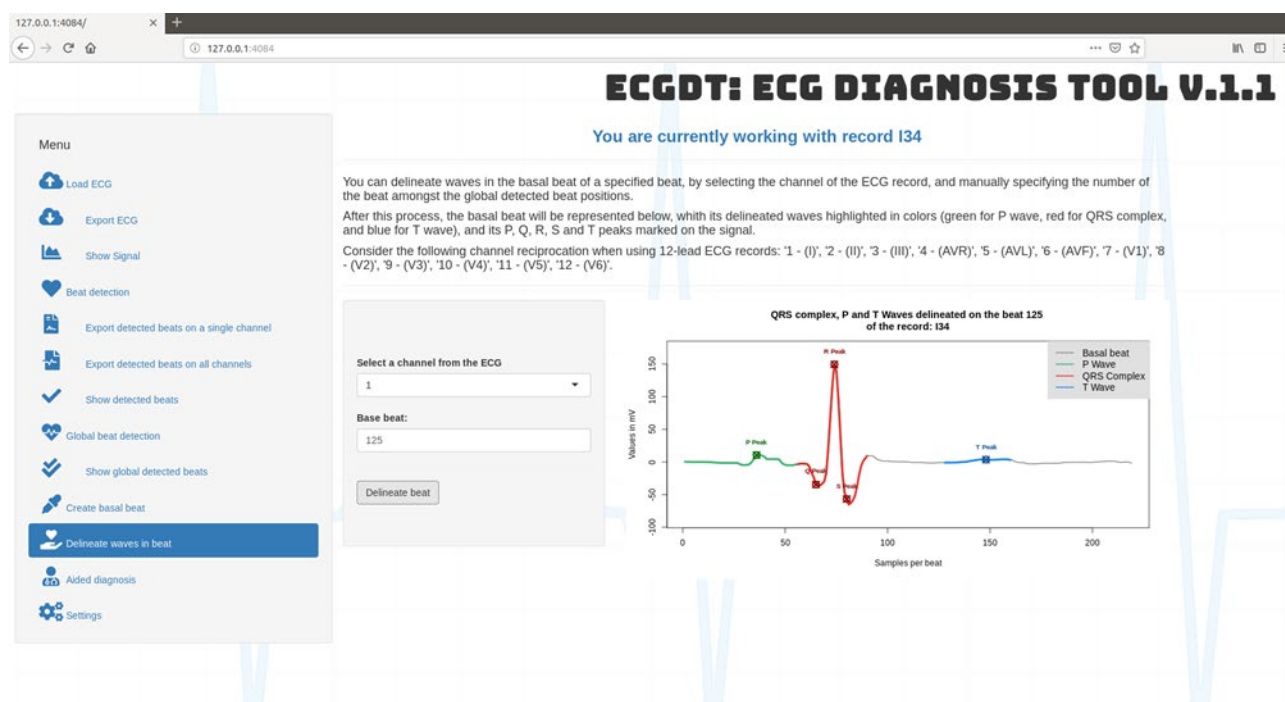 127.0.0.1:4084/
127.0.0.1:4084
ECGDT: ECG DIAGNOSIS TOOL V.1.1
Menu
Load ECG
Export ECG
Show Signal
Beat detection
Export detected beats on a single channel
Export detected beats on all channels
Show detected beats
Global beat detection
Show global detected beats
Create basal beat
Delineate waves in beat
Aided diagnosis
Settings
You are currently working with record I34
You can delineate waves in the basal beat of a specified beat, by selecting the channel of the ECG record, and manually specifying the number of
the beat amongst the global detected beat positions.
After this process, the basal beat will be represented below, whith its delineated waves highlighted in colors (green for P wave, red for QRS complex,
and blue for T wave), and its P, Q, R, S and T peaks marked on the signal.
Consider the following channel reciprocation when using 12-lead ECG records: '1 - (I)', '2 - (II)', '3 - (III)', '4 - (AVR)', '5 - (AVL)', '6 - (AVF)', '7 - (V1)', '8
- (V2)', '9 - (V3)', '10 - (V4)', '11 - (V5)', '12 - (V6)'.
Select a channel from the ECG
1
Base beat:
125
Delineate beat
QRS complex, P and T Waves delineated on the beat 125
of the record: I34
Basal beat
P Wave
QRS Complex
T Wave
R Peak
P Peak
Q Peak
S Peak
T Peak
Values in mV
150
100
50
0
-50
-100
0 50 100 150 200
Samples per beat